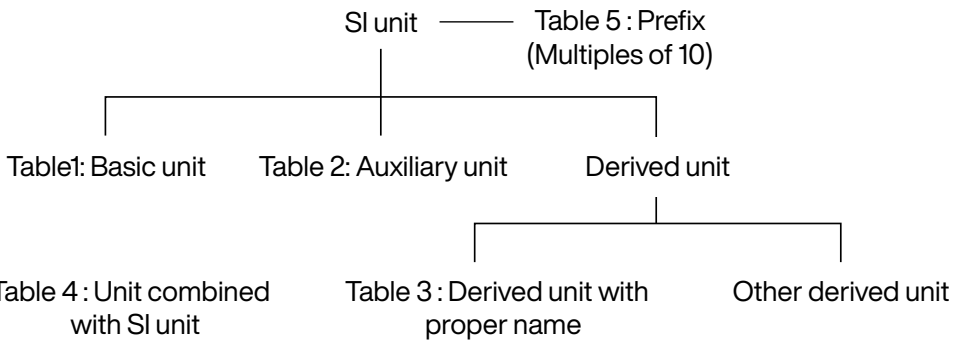 SI unit
Table 5 : Prefix
(Multiples of 10)
Table1: Basic unit
Table 2: Auxiliary unit
Derived unit
Table 4 : Unit combined
with SI unit
Table 3 : Derived unit with
proper name
Other derived unit